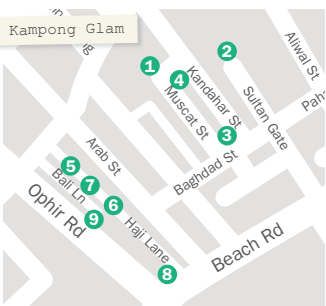 Kampong Glam
1
2
4
Kandahar St
Aliwal St
Muscat St
Sultan Gate
3
Arab St
Baghdad St
5
Bali Ln
7
6
9
Ophir Rd
Haji Lane
Beach Rd
8